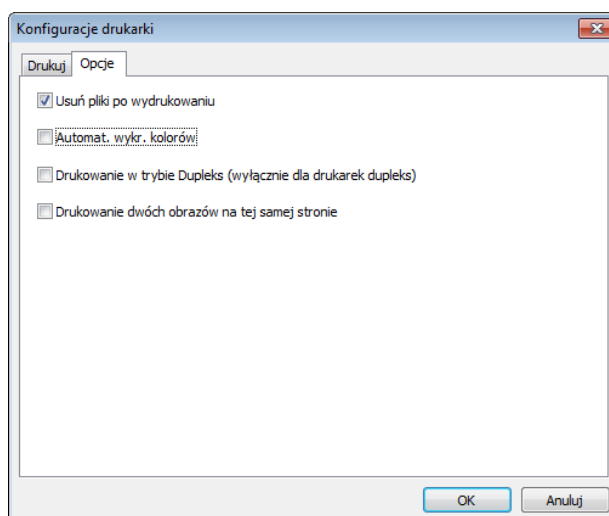 Konfiguracje drukarki
Drukuj Opcje
Usuń pliki po wydrukowaniu
Automat. wykr. kolorów
Drukowanie w trybie Dupleks (wyłącznie dla drukarek dupleks)
Drukowanie dwóch obrazów na tej samej stronie
OK Anuluj